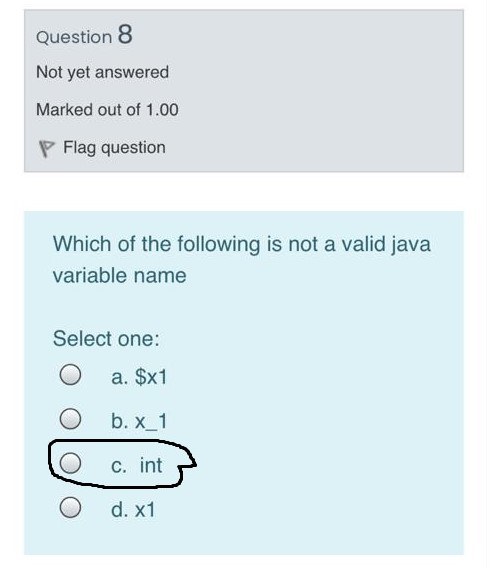 Question 8
Not yet answered
Marked out of 1.00
Flag question
Which of the following is not a valid java
variable name
Select one:
a. $x1
b. x_1
c. int
d. x1